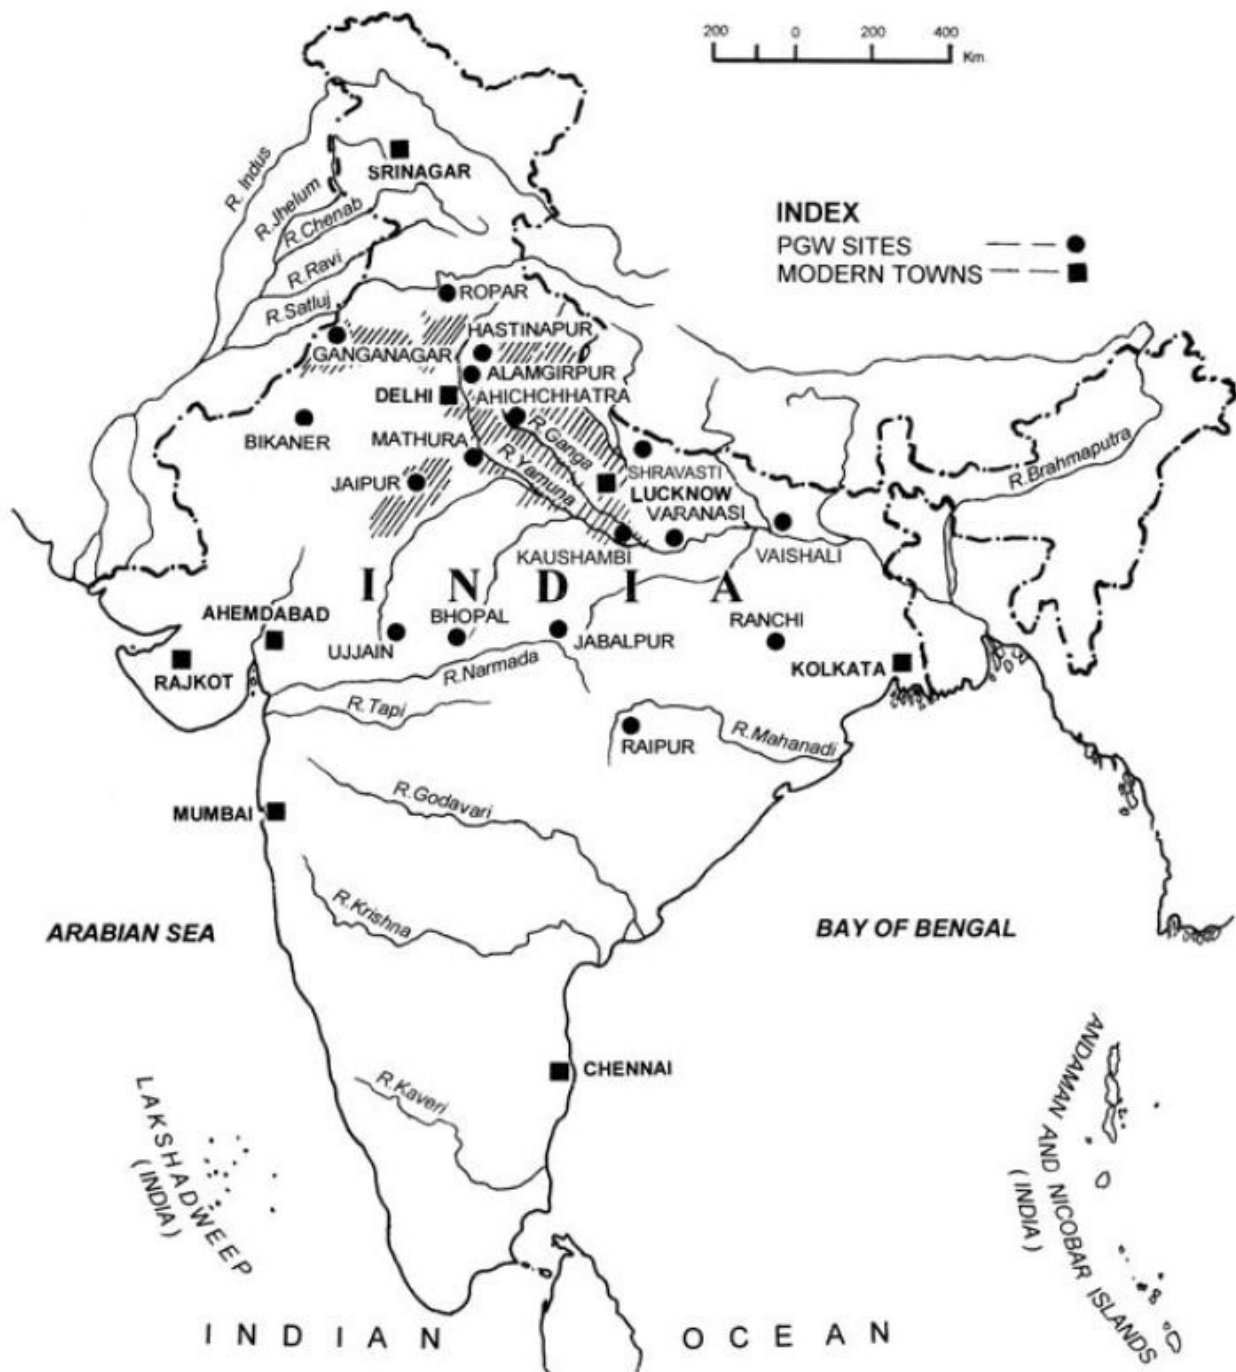 200 0 200 400
Km.
R. Indus
SRINAGAR
R.Jhelum
R.Chenab
INDEX
PGW SITES
MODERN TOWNS
R.Ravi
R.Satluj
ROPAR
HASTINAPUR
GANGANAGAR
ALAMGIRPUR
DELHI
AHICHCHHATRA
BIKANER
MATHURA
R.Ganga
R.Brahmaputra
SHRAVASTI
JAIPUR
R.Yamuna
LUCKNOW
VARANASI
KAUSHAMBI
VAISHALI
I N D I A
AHEMDABAD
BHOPAL
RANCHI
UJJAIN
JABALPUR
KOLKATA
RAJKOT
R.Narmada
R.Tapi
RAIPUR
R.Mahanadi
R.Godavari
MUMBAI
R.Krishna
ARABIAN SEA
BAY OF BENGAL
CHENNAI
R.Kaveri
LAKSHADWEEP
(INDIA)
ANDAMAN AND NICOBAR ISLANDS
(INDIA)
INDIAN OCEAN